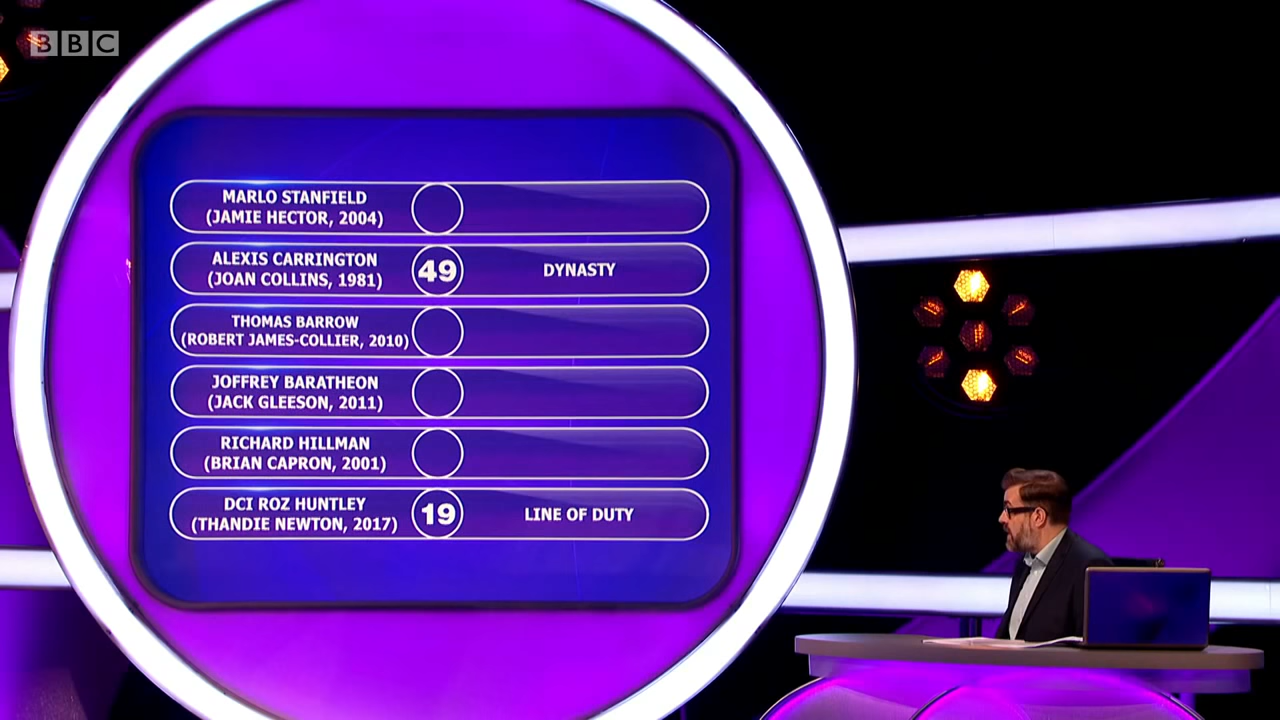 BBC
MARLO STANFIELD
(JAMIE HECTOR, 2004)
ALEXIS CARRINGTON
(JOAN COLLINS, 1981)
49
DYNASTY
THOMAS BARROW
(ROBERT JAMES-COLLIER, 2010)
JOFFREY BARATHEON
(JACK GLEESON, 2011)
RICHARD HILLMAN
(BRIAN CAPRON, 2001)
DCI ROZ HUNTLEY
(THANDIE NEWTON, 2017)
19
LINE OF DUTY